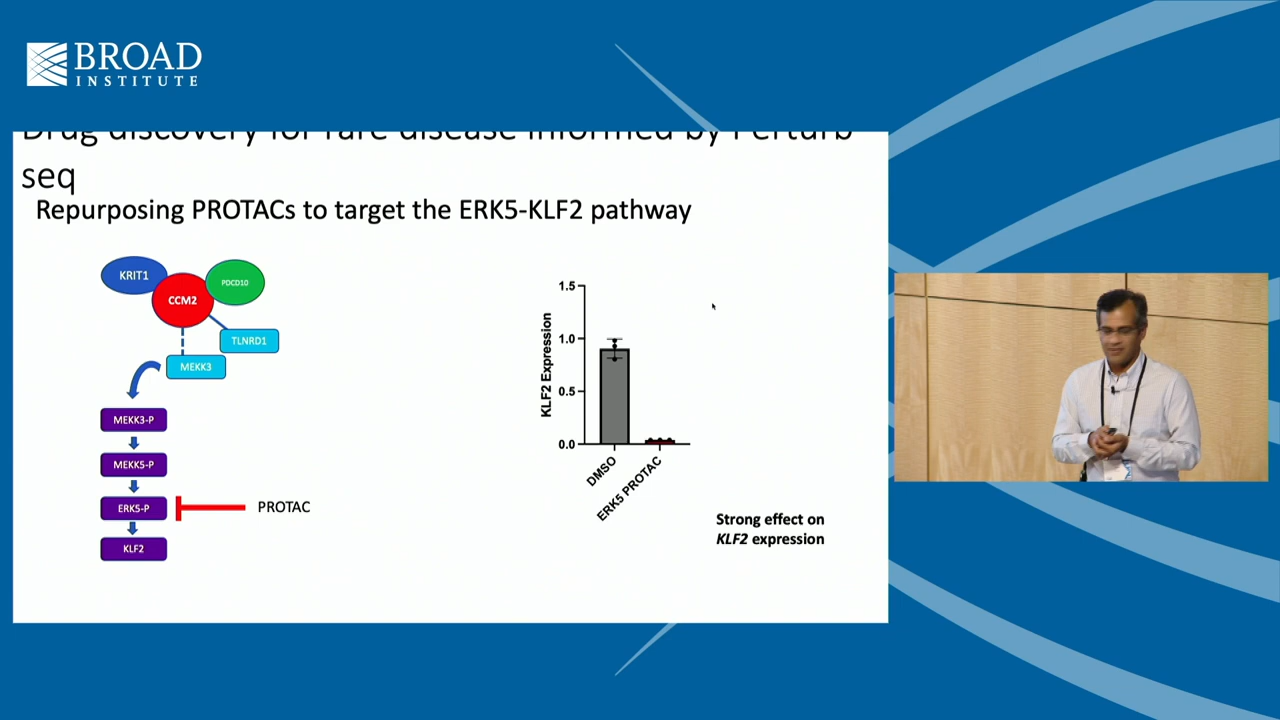 BROAD
INSTITUTE
Drug discovery for rare disease informed by Perturb
seq
Repurposing PROTACs to target the ERK5-KLF2 pathway
KRIT1
PDCD10
CCM2
TLNRD1
MEKK3
MEKK3-P
MEKK5-P
ERK5-P
PROTAC
KLF2
KLF2 Expression
1.5
1.0
0.5
0.0
DMSO
ERK5 PROTAC
Strong effect on
KLF2 expression